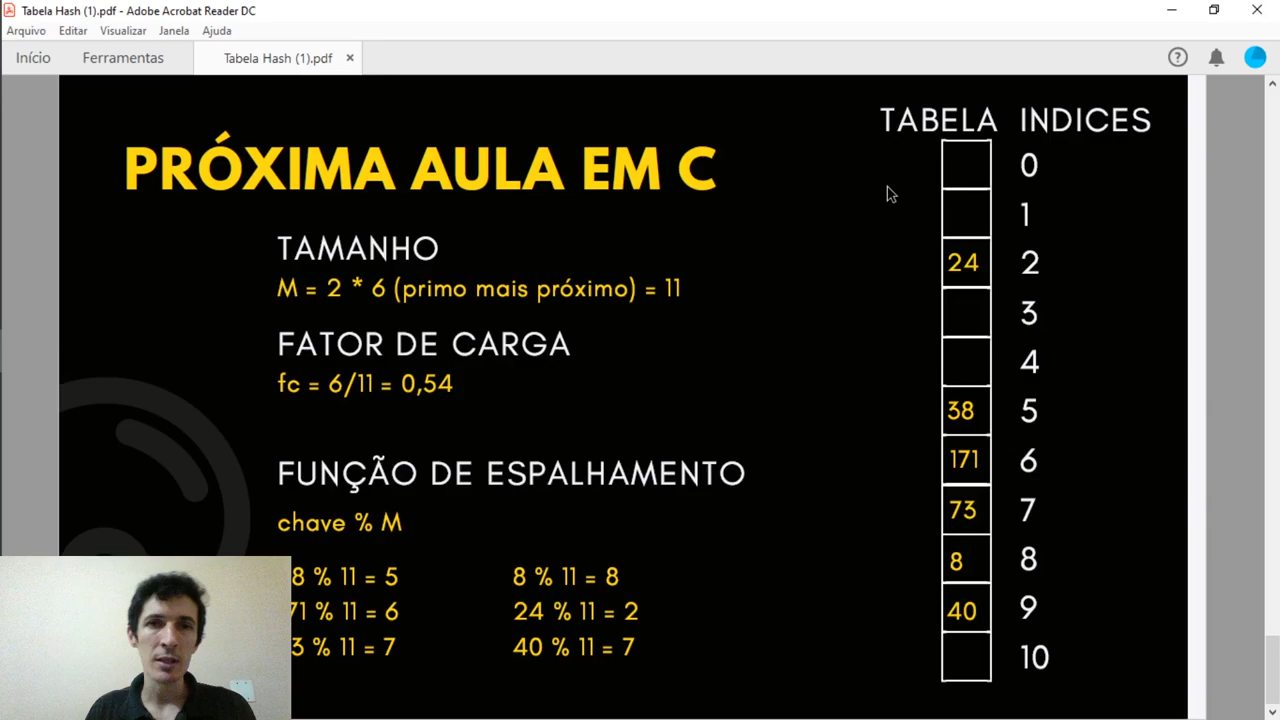 Tabela Hash (1).pdf - Adobe Acrobat Reader DC
Arquivo Editar Visualizar Janela Ajuda
Início Ferramentas Tabela Hash (1).pdf ×
PRÓXIMA AULA EM C
TAMANHO
M = 2 * 6 (primo mais próximo) = 11
FATOR DE CARGA
fc = 6/11 = 0,54
FUNÇÃO DE ESPALHAMENTO
chave % M
8 % 11 = 5
71 % 11 = 6
3 % 11 = 7
8 % 11 = 8
24 % 11 = 2
40 % 11 = 7
TABELA INDICES
0
1
24 2
3
4
38 5
171 6
73 7
8 8
40 9
10